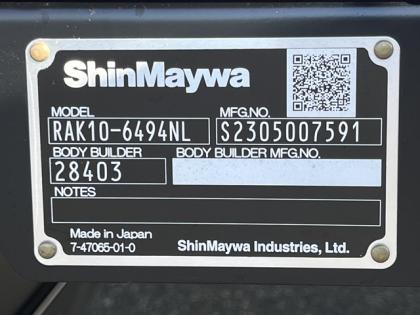 ShinMaywa
MODEL MFG.NO.
RAK10-6494NL S2305007591
BODY BUILDER BODY BUILDER MFG.NO.
28403
NOTES
Made in Japan
7-47065-01-0 ShinMaywa Industries, Ltd.